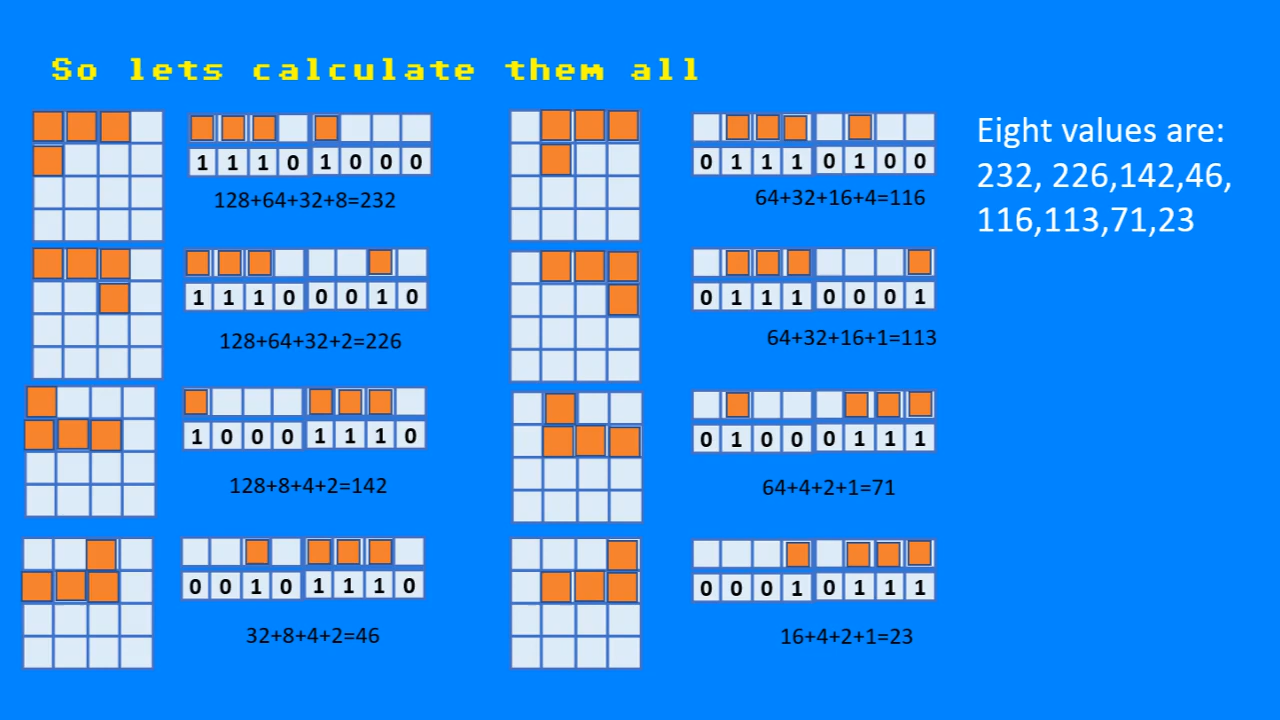 So lets calculate them all
1 1 1 0 1 0 0 0
128+64+32+8=232
1 1 1 0 0 0 1 0
128+64+32+2=226
1 0 0 0 1 1 1 0
128+8+4+2=142
0 0 1 0 1 1 1 0
32+8+4+2=46
0 1 1 1 0 1 0 0
64+32+16+4=116
0 1 1 1 0 0 0 1
64+32+16+1=113
0 1 0 0 0 1 1 1
64+4+2+1=71
0 0 0 1 0 1 1 1
16+4+2+1=23
Eight values are:
232, 226,142,46,
116,113,71,23